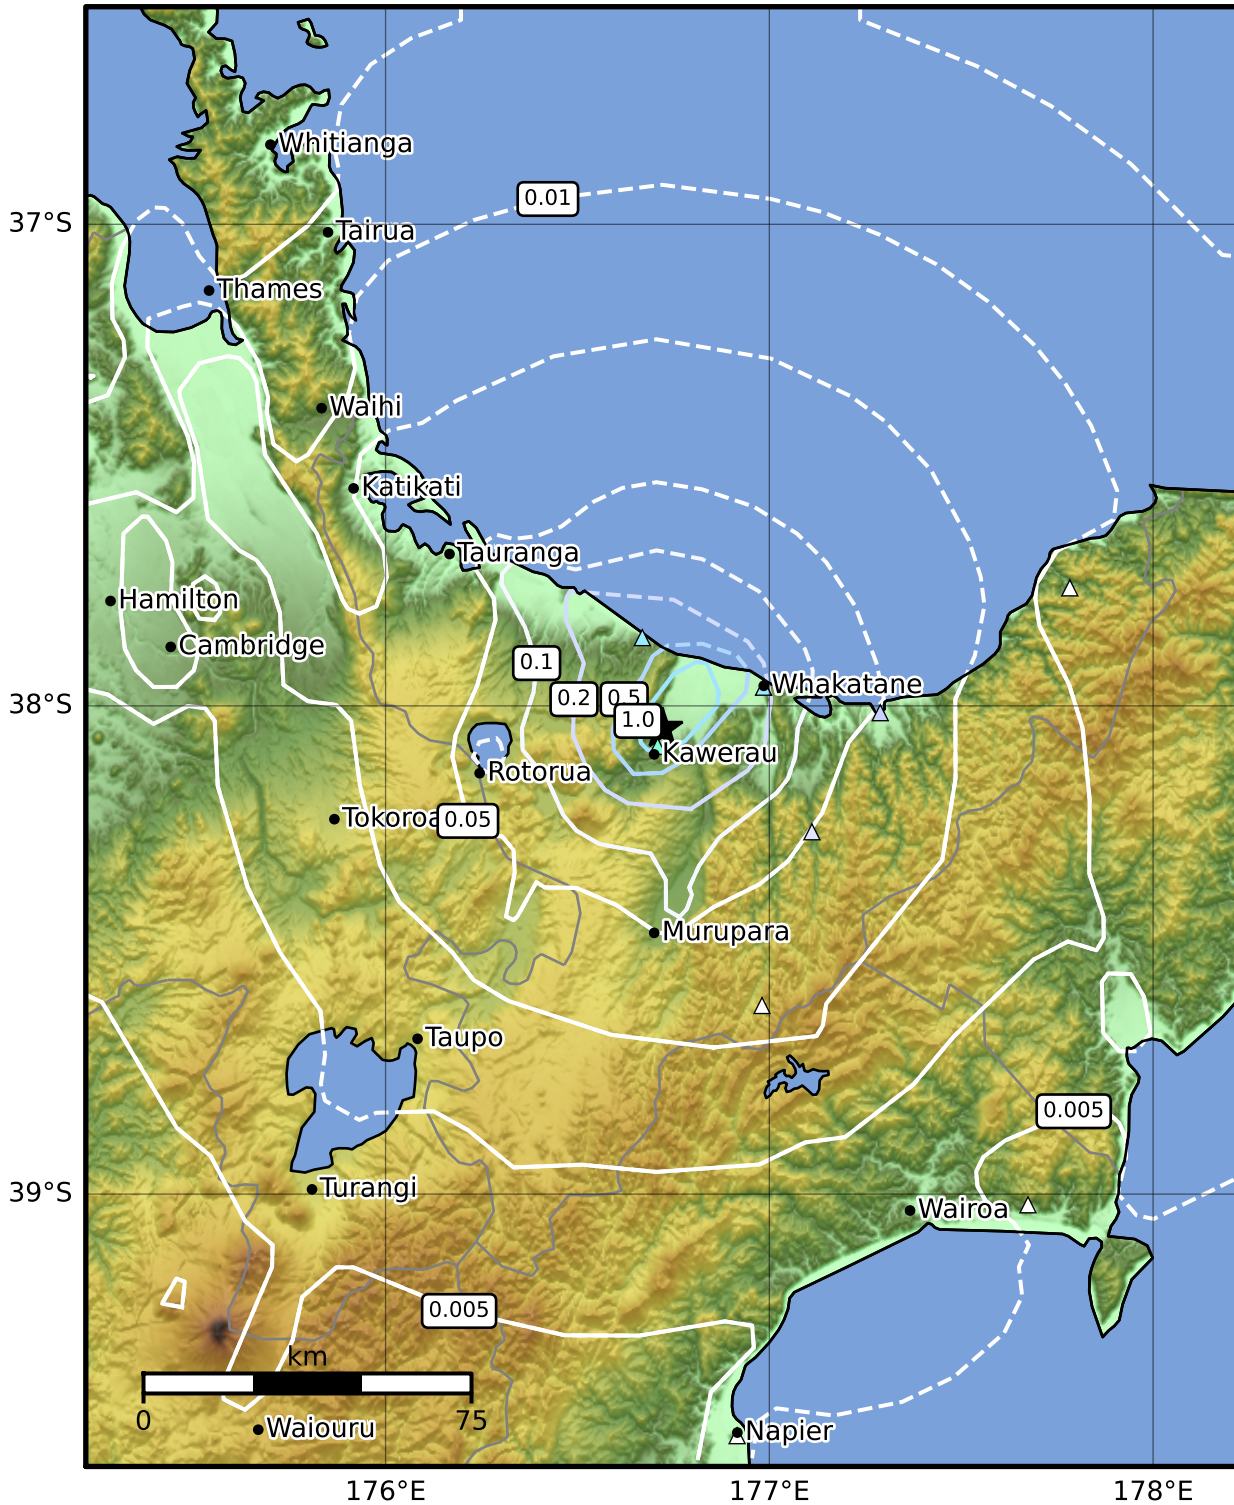 Whitianga
0.01
37°S
Tairua
Thames
Waihi
Katikati
Tauranga
Hamilton
Cambridge
0.1
Whakatane
0.2
0.5
38°S
1.0
Kawerau
Rotorua
Tokoroa
0.05
Murupara
Taupo
0.005
Turangi
39°S
Wairoa
0.005
km
0
75
Waiouru
Napier
176°E
177°E
178°E